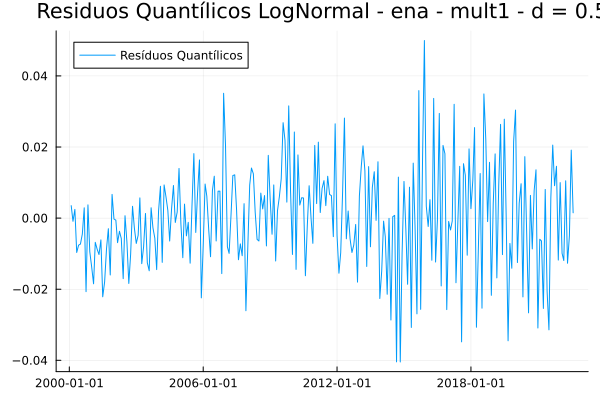 Residuos Quantílicos LogNormal - ena - mult1 - d = 0.5
Resíduos Quantílicos
0.04
0.02
0.00
−0.02
−0.04
2000-01-01 2006-01-01 2012-01-01 2018-01-01